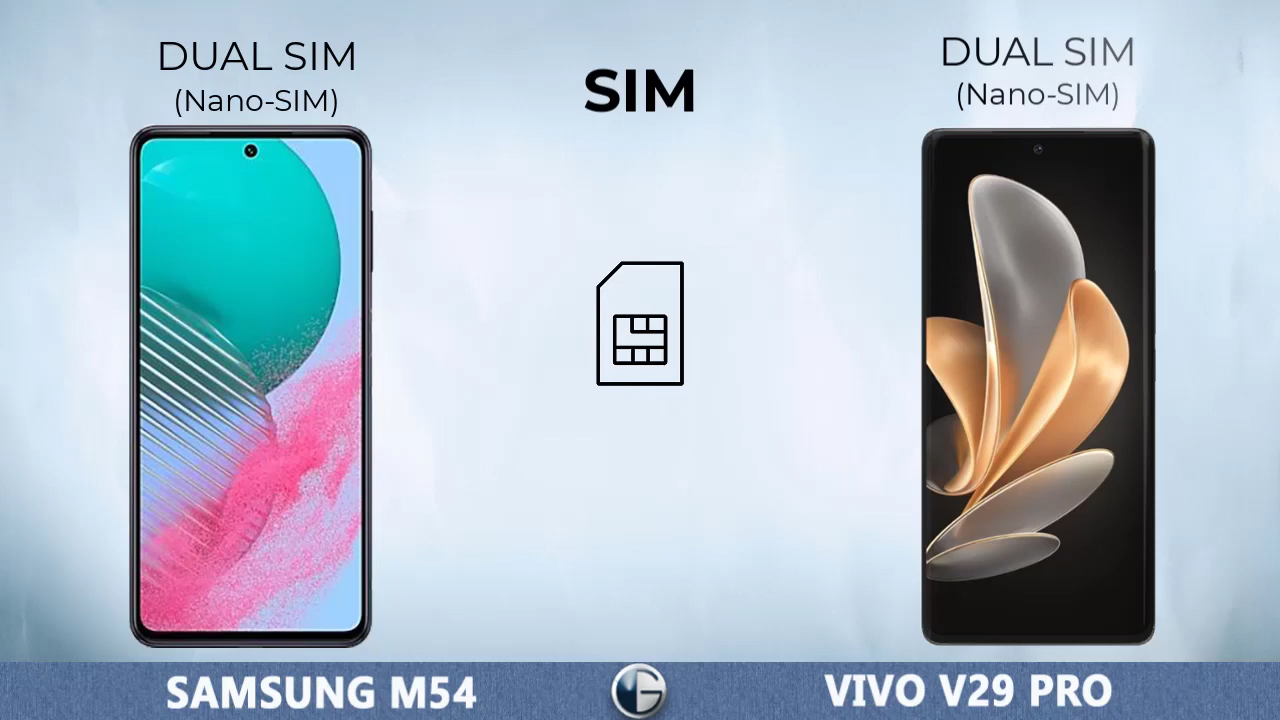 DUAL SIM
(Nano-SIM)
SIM
DUAL SIM
(Nano-SIM)
SAMSUNG M54
G
VIVO V29 PRO